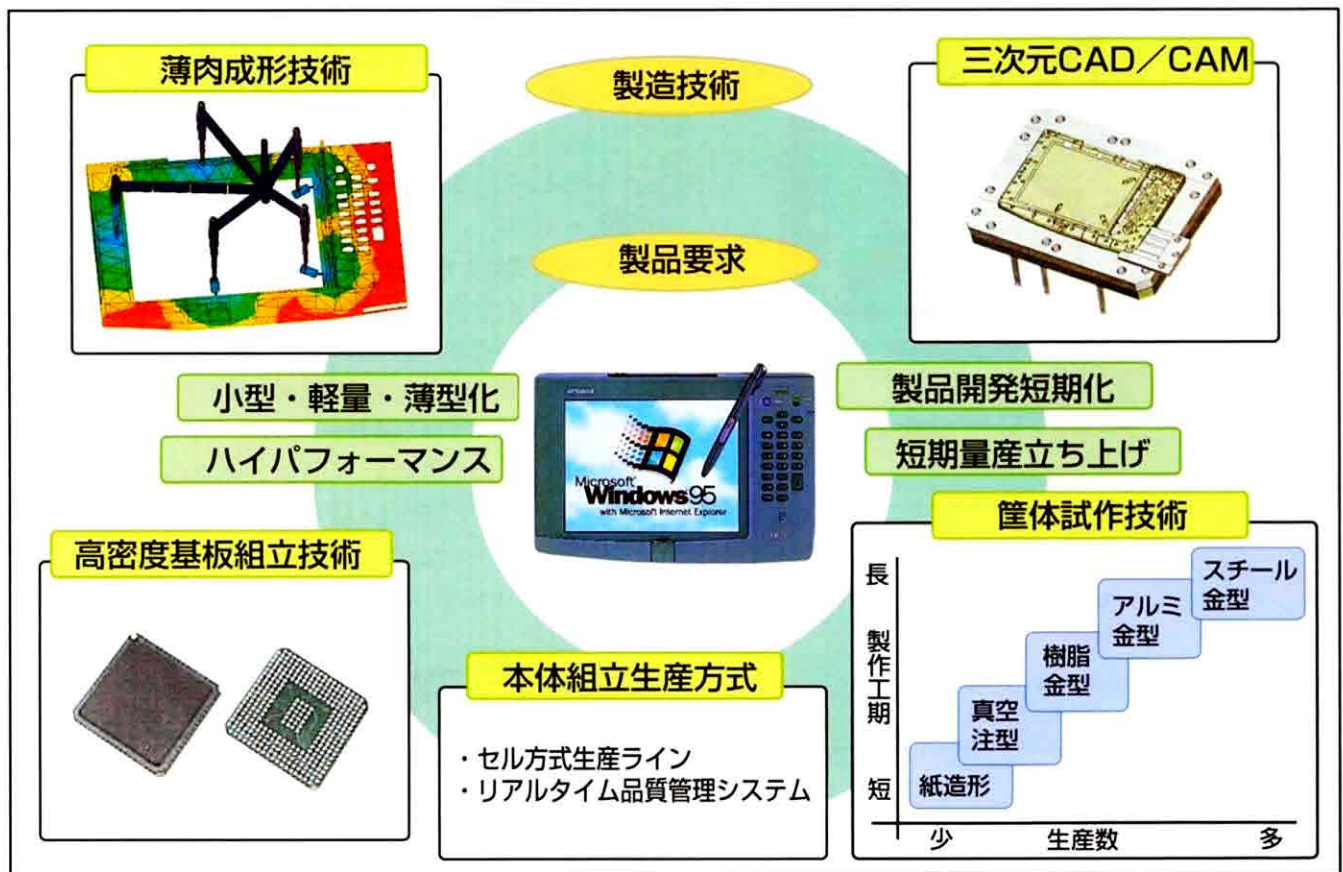 薄肉成形技術
製造技術
三次元CAD／CAM
製品要求
小型・軽量・薄型化
ハイパフォーマンス
製品開発短期化
短期量産立ち上げ
Microsoft
Windows 95
with Microsoft Internet Explorer
高密度基板組立技術
本体組立生産方式
・セル方式生産ライン
・リアルタイム品質管理システム
筐体試作技術
長
製作工期
短
スチール
金型
アルミ
金型
樹脂
金型
真空
注型
紙造形
少
生産数
多